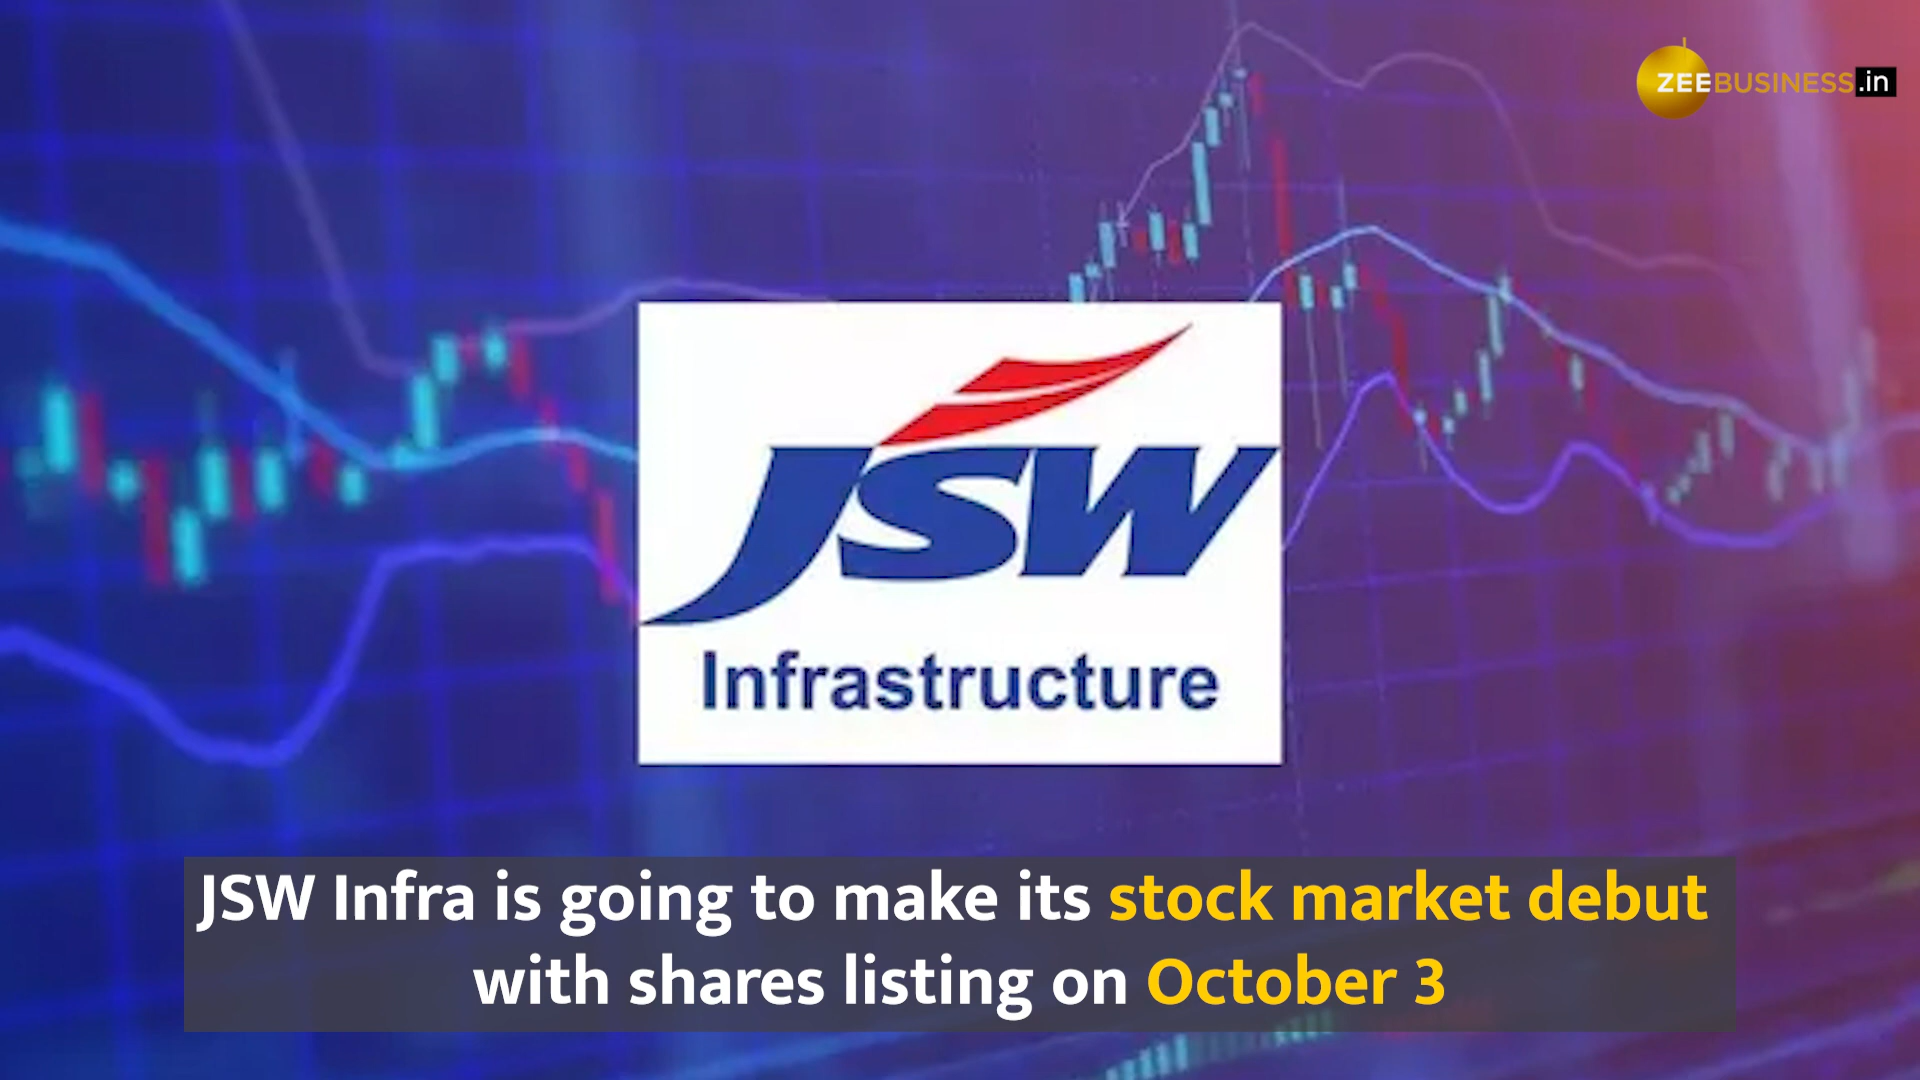 ZEEBUSINESS.in
JSW
Infrastructure
JSW Infra is going to make its stock market debut
with shares listing on October 3